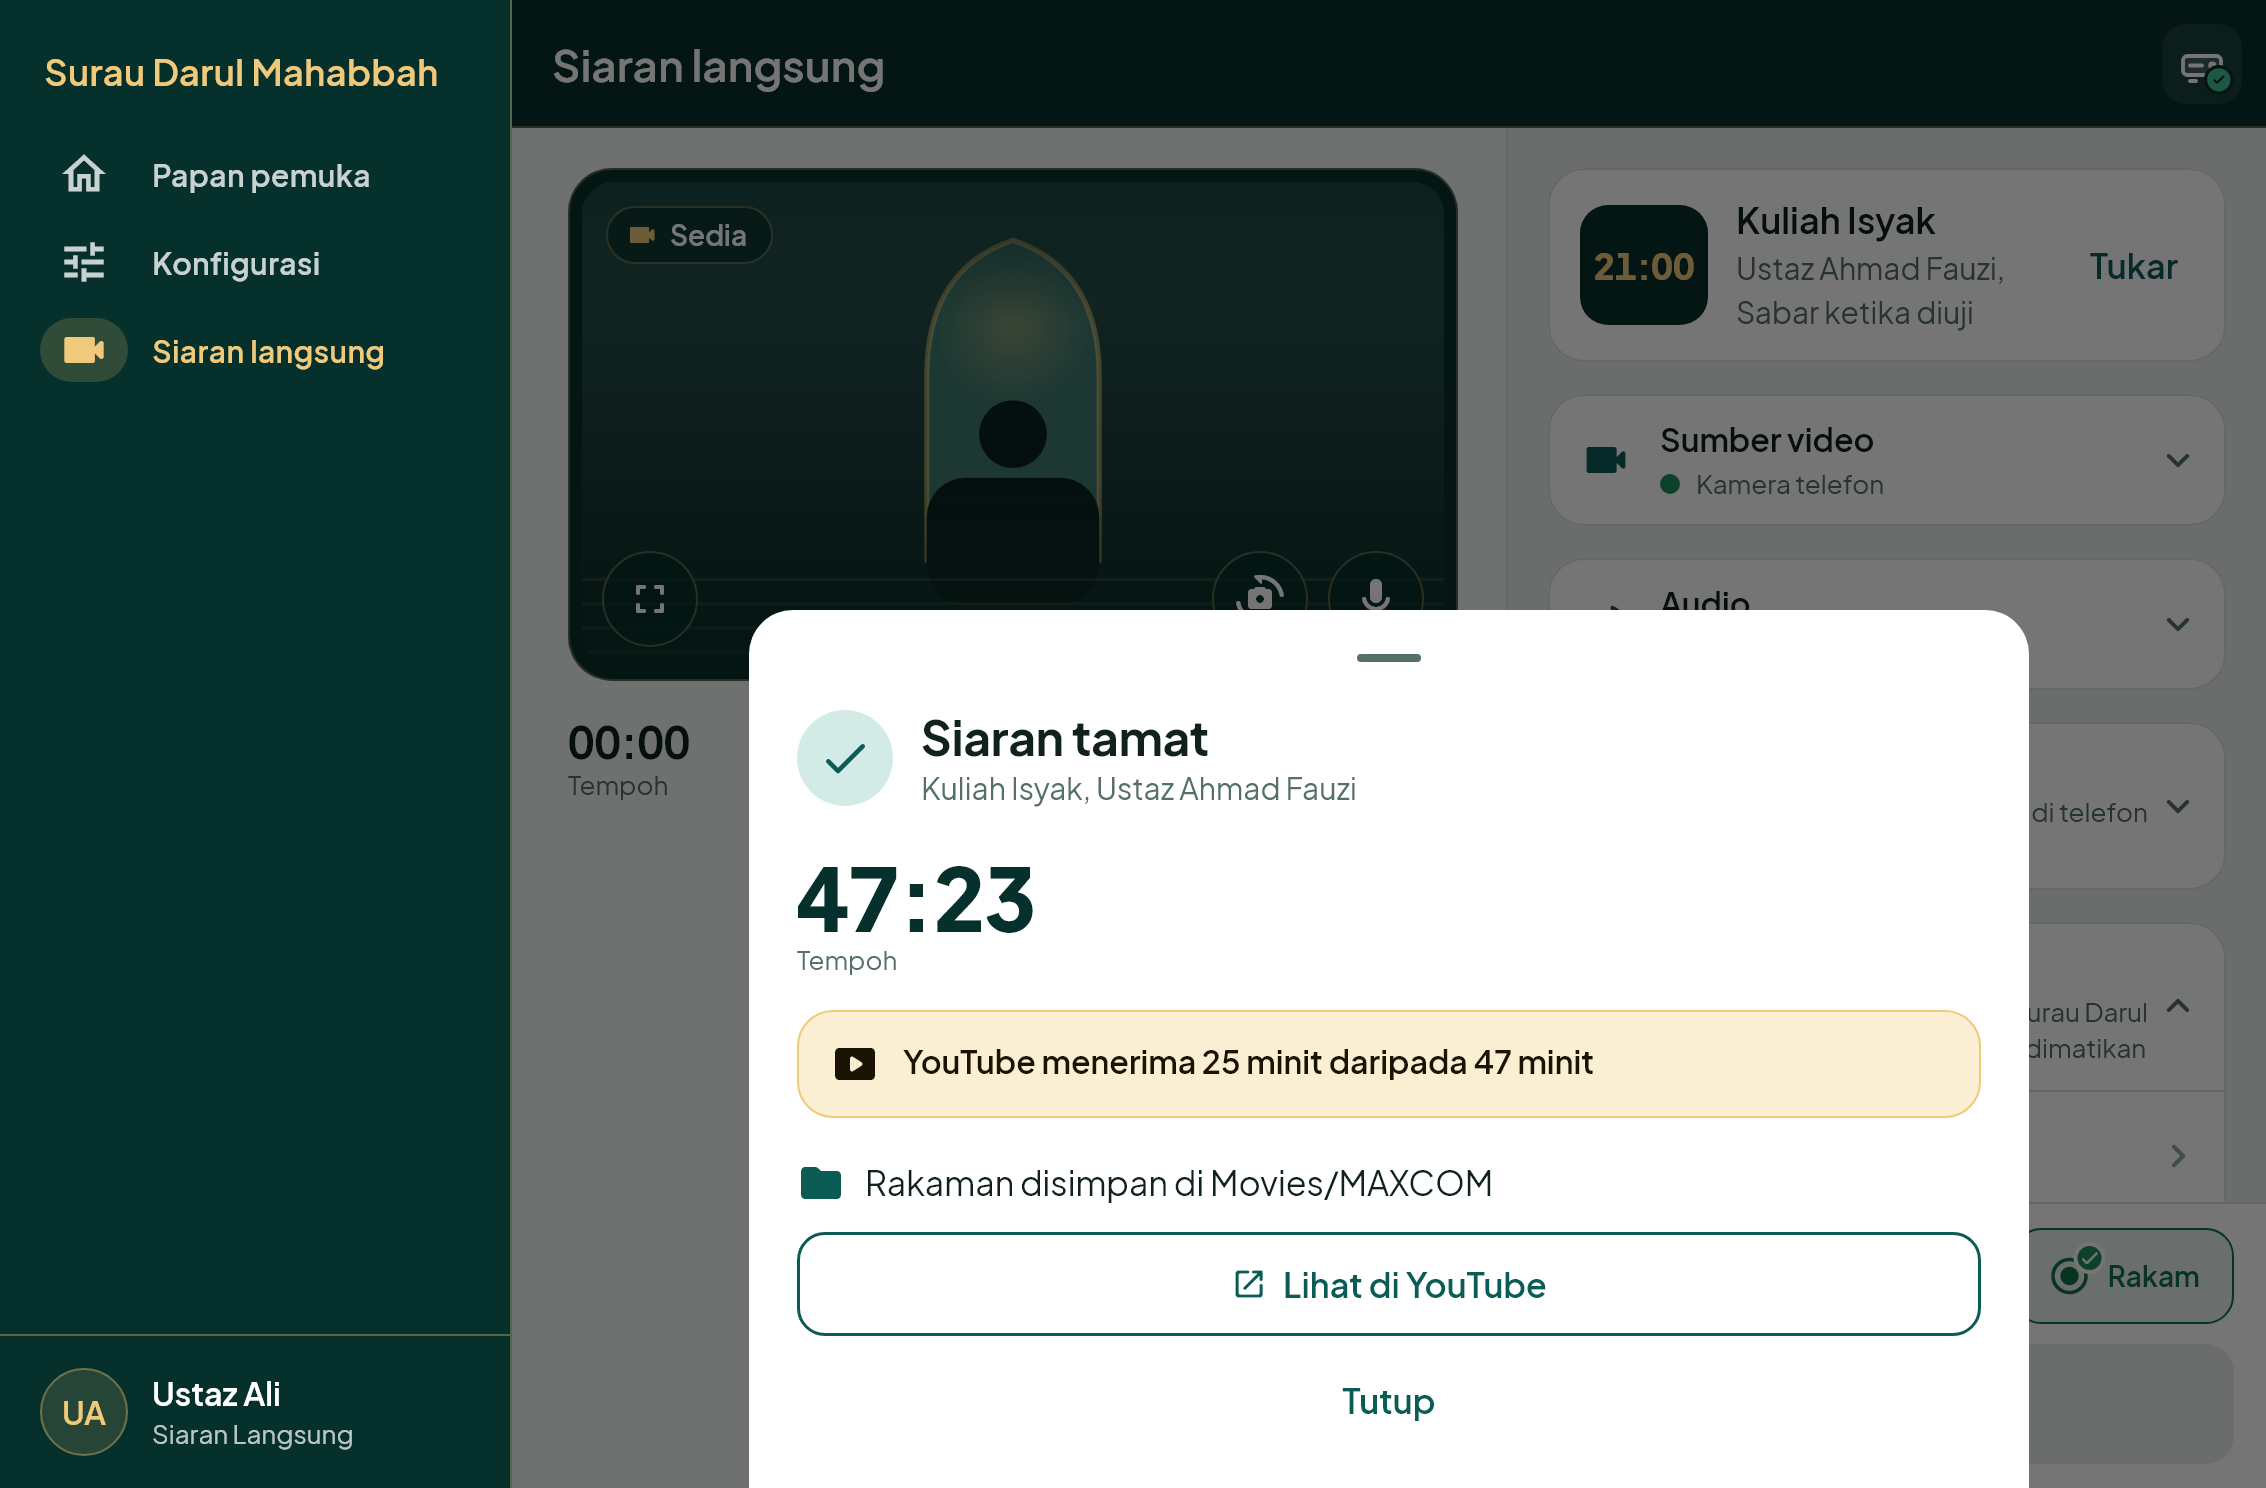 Surau Darul Mahabbah
Papan pemuka
Konfigurasi
Siaran langsung
UA
Ustaz Ali
Siaran Langsung
Siaran langsung
Sedia
00:00
Tempoh
21:00
Kuliah Isyak
Ustaz Ahmad Fauzi,
Sabar ketika diuji
Tukar
Sumber video
Kamera telefon
Audio
di telefon
urau Darul
dimatikan
Rakam
Siaran tamat
Kuliah Isyak, Ustaz Ahmad Fauzi
47:23
Tempoh
YouTube menerima 25 minit daripada 47 minit
Rakaman disimpan di Movies/MAXCOM
Lihat di YouTube
Tutup